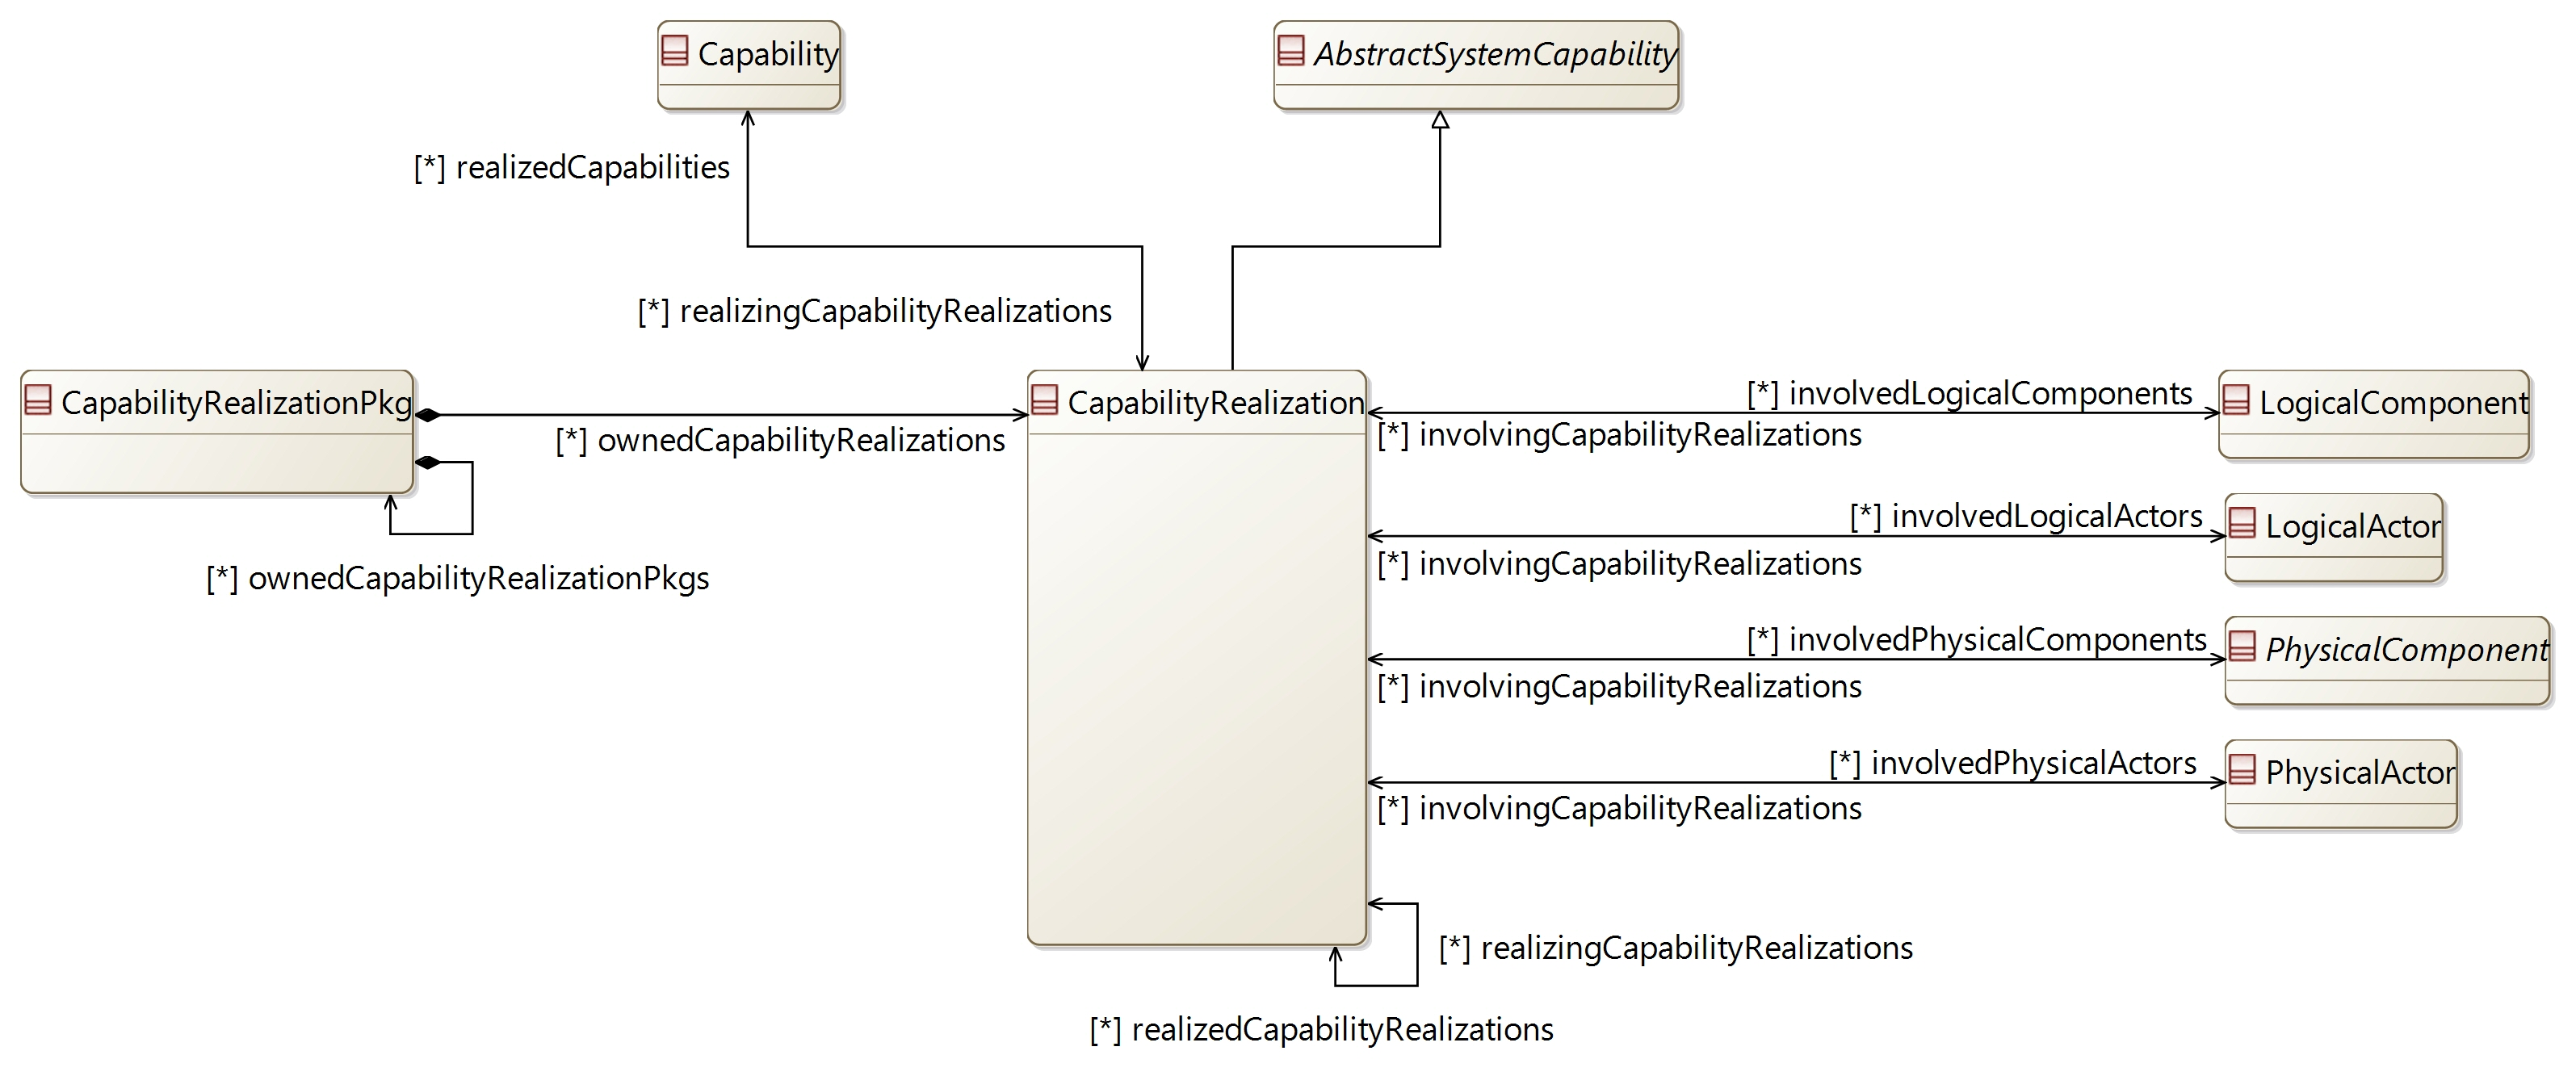 Capability
AbstractSystemCapability
[*] realizedCapabilities
[*] realizingCapabilityRealizations
CapabilityRealizationPkg
[*] ownedCapabilityRealizations
[*] ownedCapabilityRealizationPkgs
CapabilityRealization
[*] involvedLogicalComponents
[*] involvingCapabilityRealizations
LogicalComponent
[*] involvedLogicalActors
[*] involvingCapabilityRealizations
LogicalActor
[*] involvedPhysicalComponents
[*] involvingCapabilityRealizations
PhysicalComponent
[*] involvedPhysicalActors
[*] involvingCapabilityRealizations
PhysicalActor
[*] realizingCapabilityRealizations
[*] realizedCapabilityRealizations